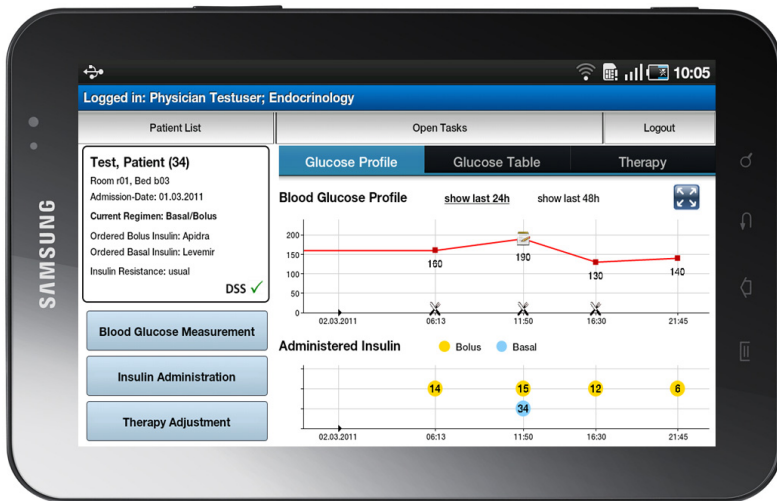 SAMSUNG
10:05
Logged in: Physician Testuser; Endocrinology
Patient List
Open Tasks
Logout
Test, Patient (34)
Room r01, Bed b03
Admission-Date: 01.03.2011
Current Regimen: Basal/Bolus
Ordered Bolus Insulin: Apidra
Ordered Basal Insulin: Levemir
Insulin Resistance: usual
DSS ✓
Blood Glucose Measurement
Insulin Administration
Therapy Adjustment
Glucose Profile
Glucose Table
Therapy
Blood Glucose Profile
show last 24h
show last 48h
200
150
100
50
0
160
190
130
140
02.03.2011
06:13
11:50
16:30
21:45
Administered Insulin
Bolus
Basal
14
15
12
6
34
02.03.2011
06:13
11:50
16:30
21:45